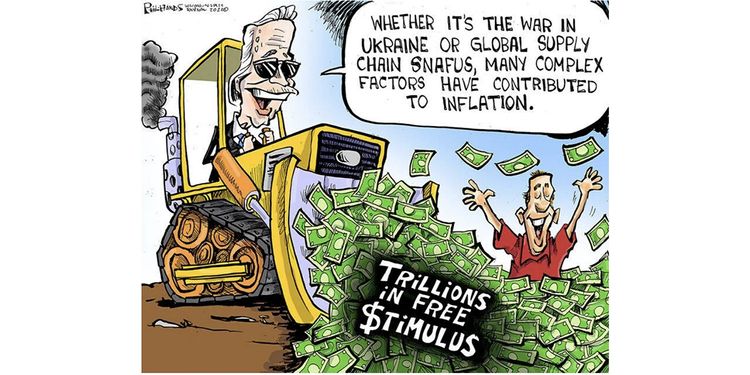 WHETHER IT'S THE WAR IN
UKRAINE OR GLOBAL SUPPLY
CHAIN SNAFUS, MANY COMPLEX
FACTORS HAVE CONTRIBUTED
TO INFLATION.
TRILLIONS
IN FREE
$TIMULUS